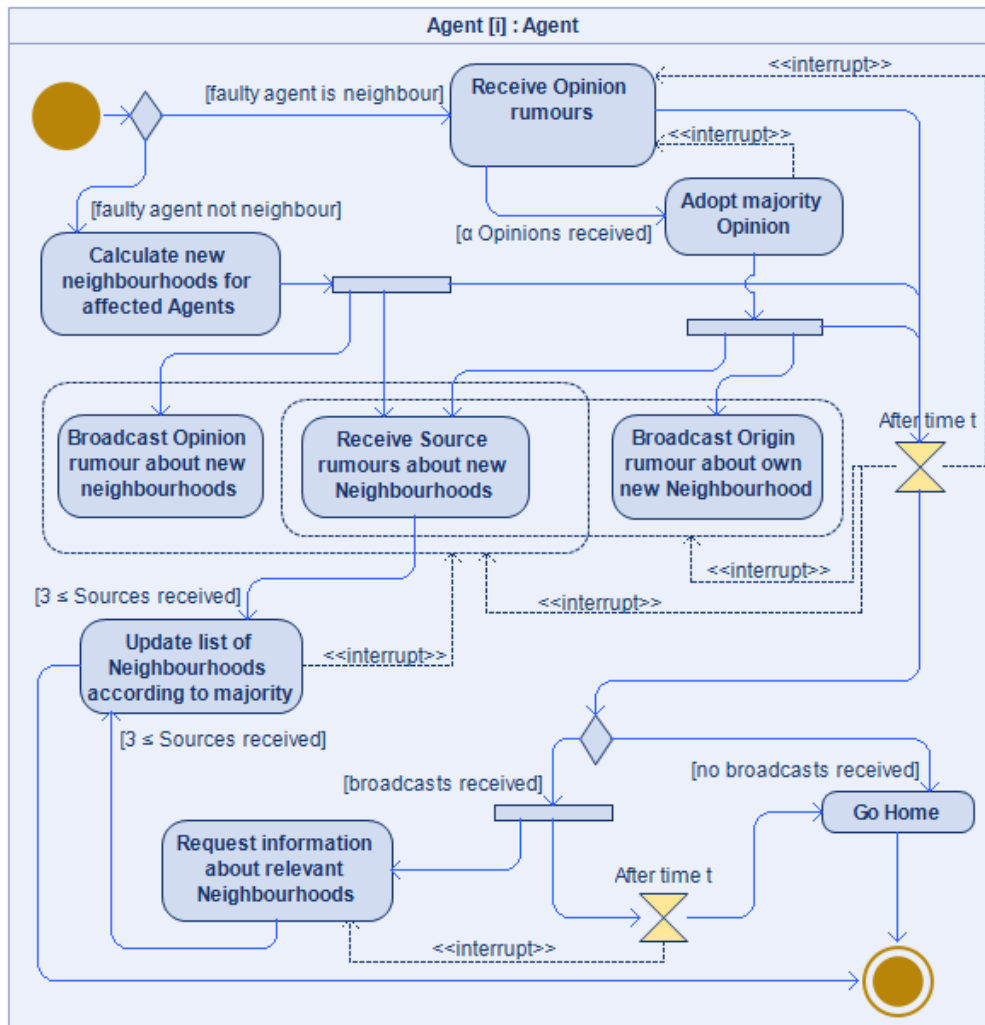 Agent [i] : Agent
<<interrupt>>
[faulty agent is neighbour]
Receive Opinion
rumours
<<interrupt>>
[faulty agent not neighbour]
Adopt majority
Opinion
[α Opinions received]
Calculate new
neighbourhoods for
affected Agents
After time t
Broadcast Opinion
rumour about new
neighbourhoods
Receive Source
rumours about new
Neighbourhoods
Broadcast Origin
rumour about own
new Neighbourhood
<<interrupt>>
<<interrupt>>
[3 ≤ Sources received]
Update list of
Neighbourhoods
according to majority
<<interrupt>>
[3 ≤ Sources received]
[broadcasts received]
[no broadcasts received]
Go Home
Request information
about relevant
Neighbourhoods
After time t
<<interrupt>>